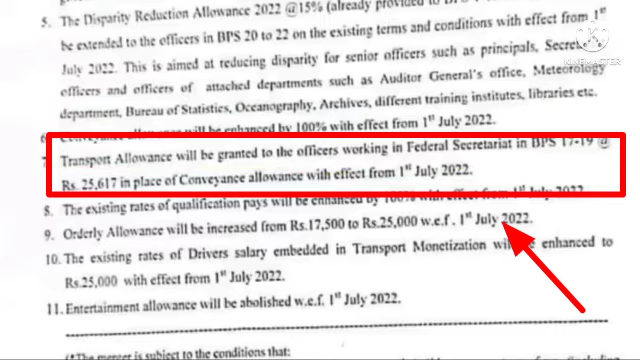 5. The Disparity Reduction Allowance 2022 @15% (already provided to
be extended to the officers in BPS 20 to 22 on the existing terms and conditions with effect from 1st
July 2022. This is aimed at reducing disparity for senior officers such as principals,
officers and officers of attached departments such as Auditor General's office, Meteorology
department, Bureau of Statistics, Oceanography, Archives, different training institutes, libraries etc.
allowance will be enhanced by 100% with effect from 1st July 2022.
Transport Allowance will be granted to the officers working in Federal Secretariat in BPS 17-19 @
Rs. 25,617 in place of Conveyance allowance with effect from 1st July 2022.
8. The existing rates of qualification pays will be enhanced by 100% with effect from 1st July 2022.
9. Orderly Allowance will be increased from Rs.17,500 to Rs.25,000 w.e.f. 1st July 2022.
10. The existing rates of Drivers salary embedded in Transport Monetization will be enhanced to
Rs.25,000 with effect from 1st July 2022.
11. Entertainment allowance will be abolished w.e.f. 1st July 2022.
(*The merger is subject to the conditions that:
KINEMASTER